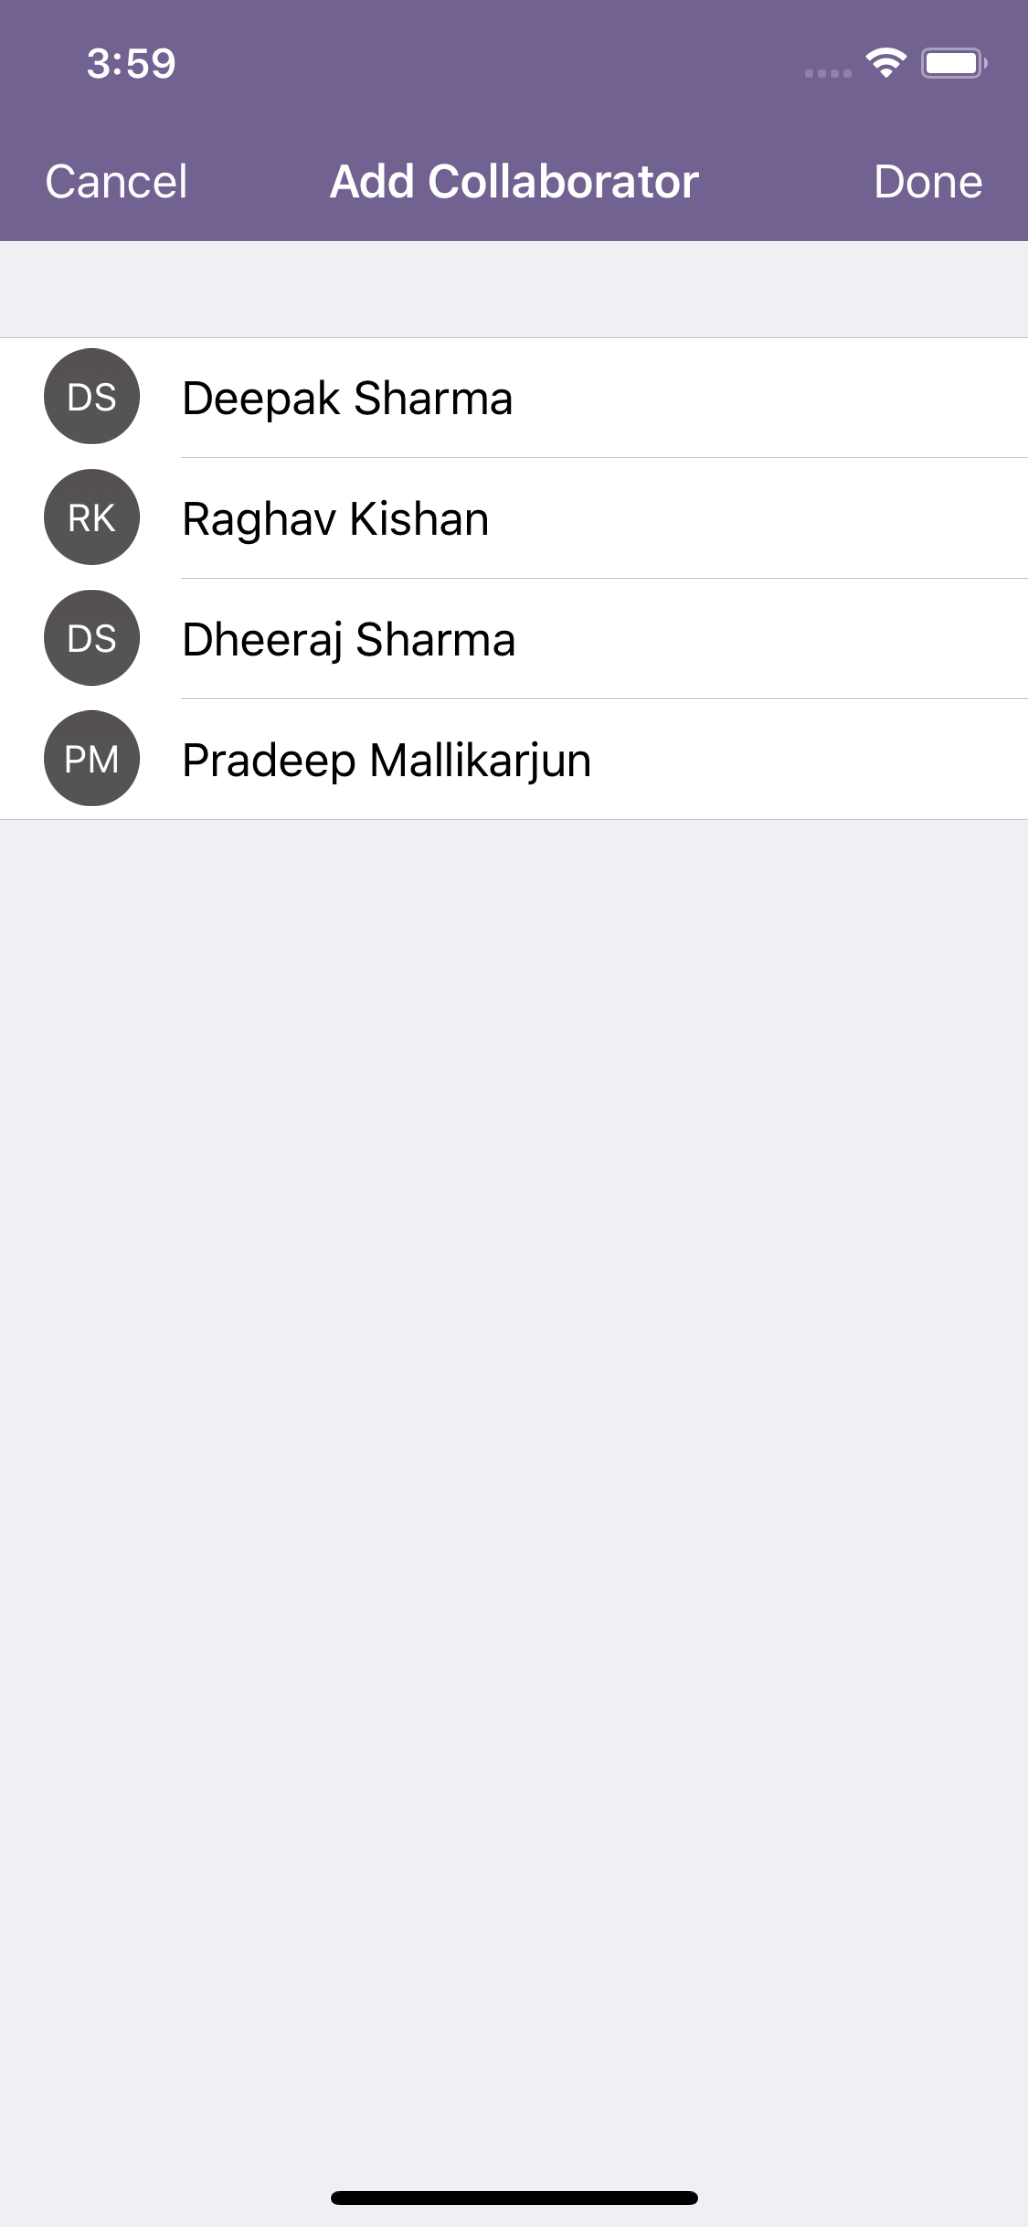 3:59
Cancel Add Collaborator Done
DS Deepak Sharma
RK Raghav Kishan
DS Dheeraj Sharma
PM Pradeep Mallikarjun